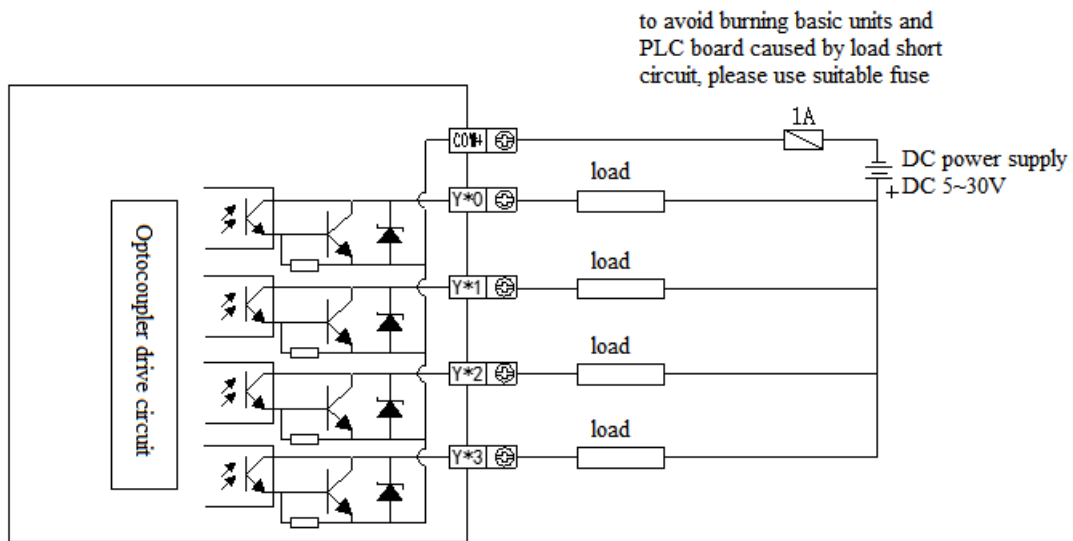 to avoid burning basic units and
PLC board caused by load short
circuit, please use suitable fuse
1A
COM+
DC power supply
DC 5~30V
+
load
Y*0
load
Y*1
load
Y*2
load
Y*3
Optocoupler drive circuit